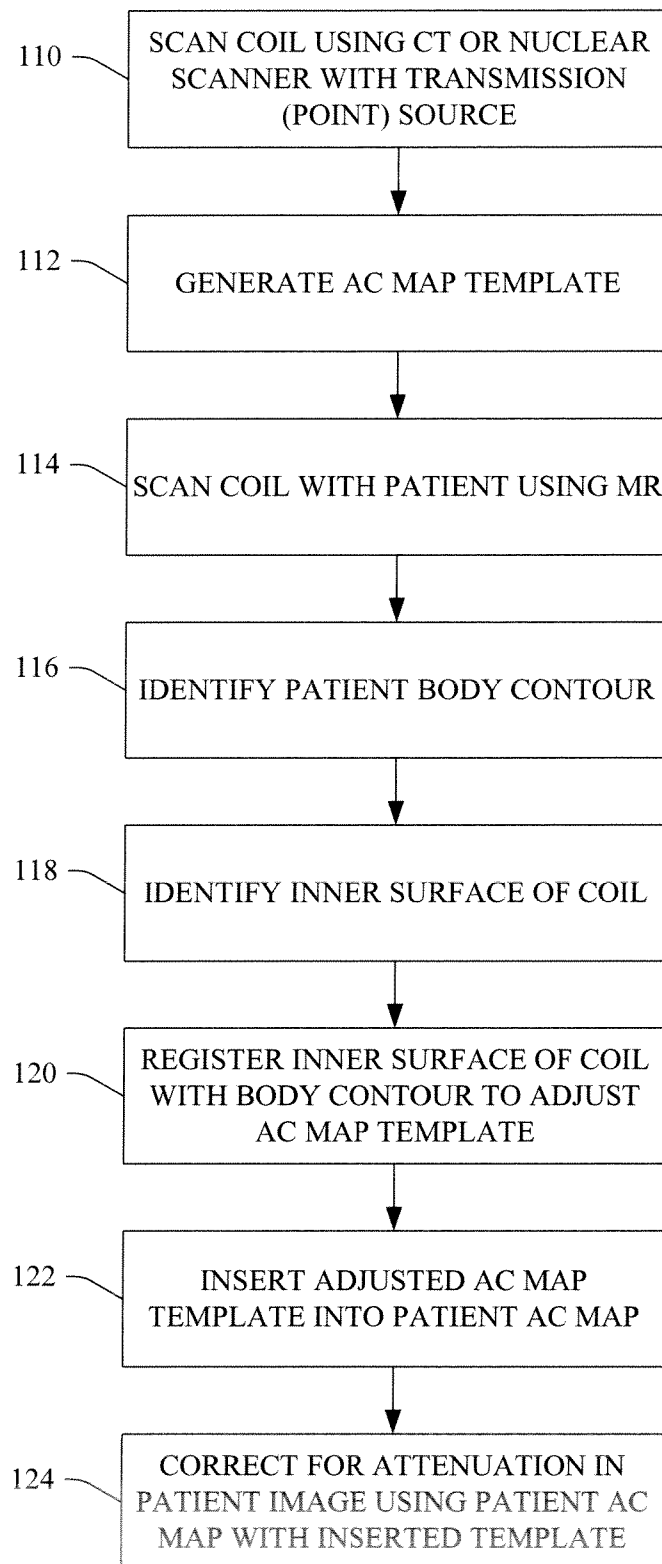 110
SCAN COIL USING CT OR NUCLEAR
SCANNER WITH TRANSMISSION
(POINT) SOURCE
112
GENERATE AC MAP TEMPLATE
114
SCAN COIL WITH PATIENT USING MR
116
IDENTIFY PATIENT BODY CONTOUR
118
IDENTIFY INNER SURFACE OF COIL
120
REGISTER INNER SURFACE OF COIL
WITH BODY CONTOUR TO ADJUST
AC MAP TEMPLATE
122
INSERT ADJUSTED AC MAP
TEMPLATE INTO PATIENT AC MAP
124
CORRECT FOR ATTENUATION IN
PATIENT IMAGE USING PATIENT AC
MAP WITH INSERTED TEMPLATE